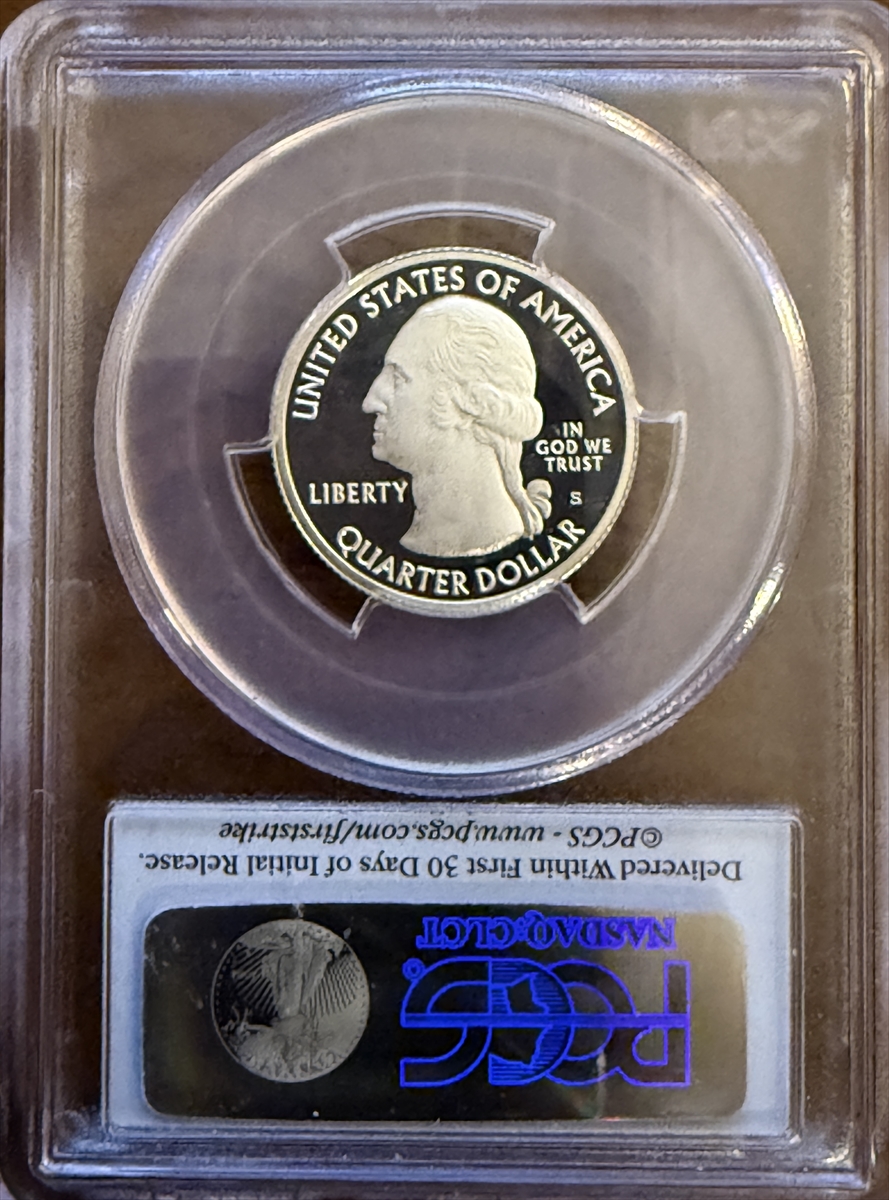 UNITED STATES OF AMERICA
IN
GOD WE
TRUST
LIBERTY
S
QUARTER DOLLAR
Delivered Within First 30 Days of Initial Release.
©PCGS - www.pcgs.com/firststrike
PCGS
NASDAQ:CLCT